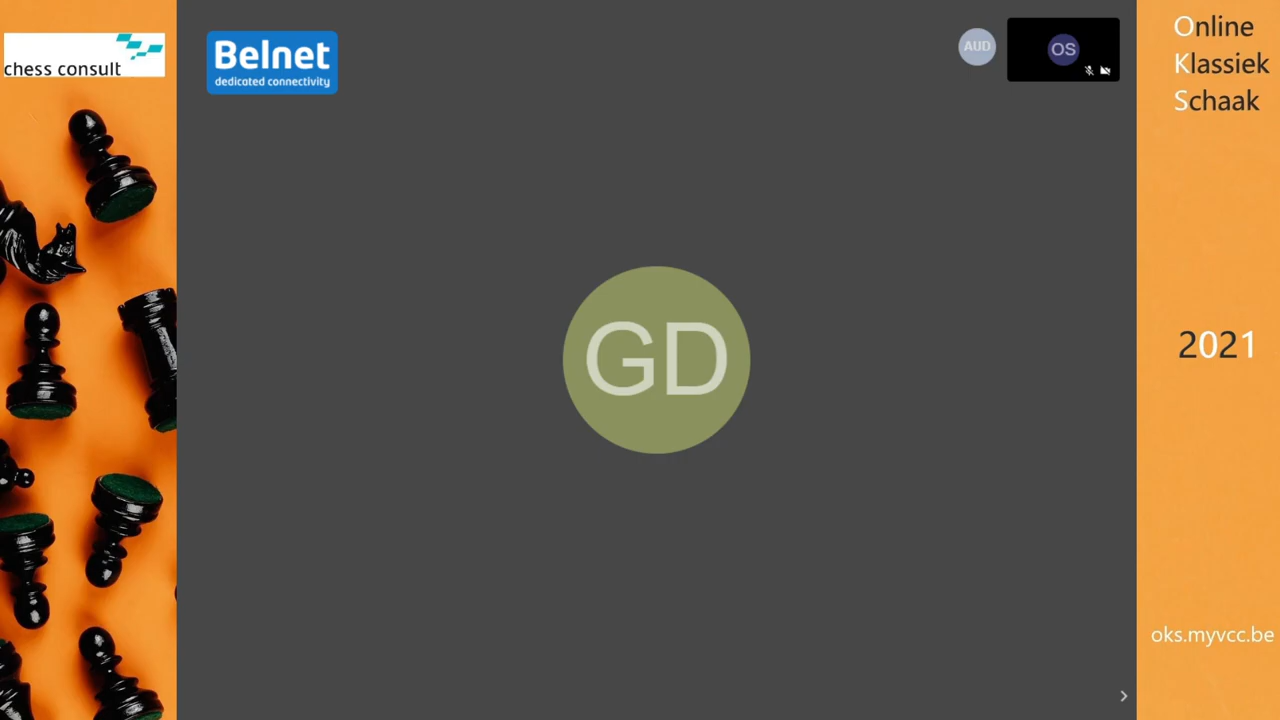 chess consult
Belnet
dedicated connectivity
AUD
OS
GD
Online
Klassiek
Schaak
2021
oks.myvcc.be